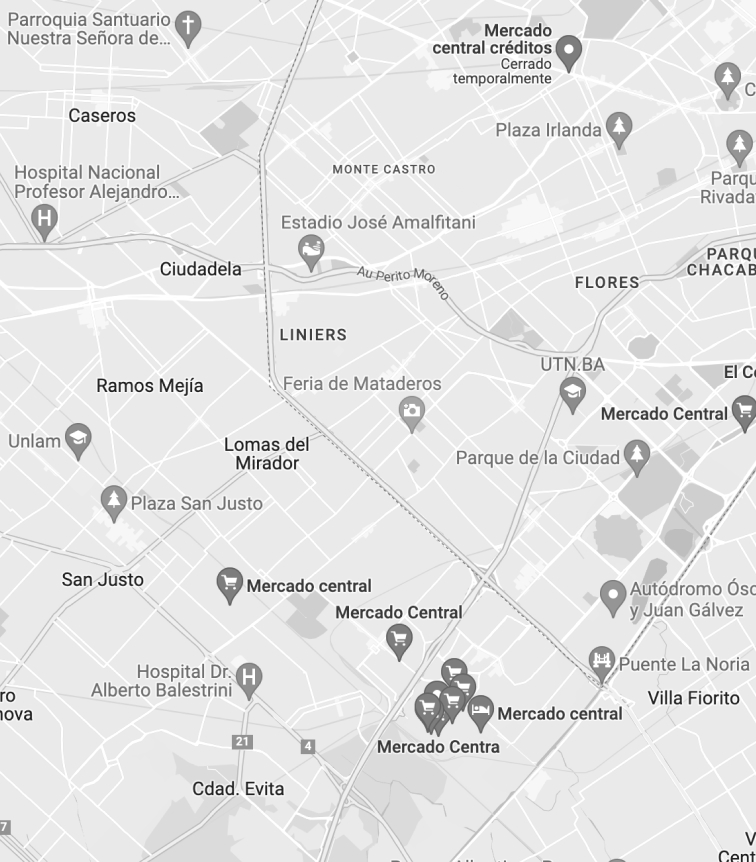 Parroquia Santuario
Nuestra Señora de...
Mercado
central créditos
Cerrado
temporalmente
Caseros
C
Plaza Irlanda
MONTE CASTRO
Hospital Nacional
Profesor Alejandro...
Parqu
Rivada
Estadio José Amalfitani
Ciudadela
Au Perito Moreno
PARQU
CHACAB
FLORES
LINIERS
UTN.BA
El Co
Ramos Mejía
Feria de Mataderos
Mercado Central
Unlam
Lomas del
Mirador
Parque de la Ciudad
Plaza San Justo
San Justo
Mercado central
Autódromo Ósc
y Juan Gálvez
Mercado Central
Puente La Noria
Hospital Dr.
Alberto Balestrini
ro
nova
Villa Fiorito
Mercado central
21
4
Mercado Centra
Cdad. Evita
7
V
Cent